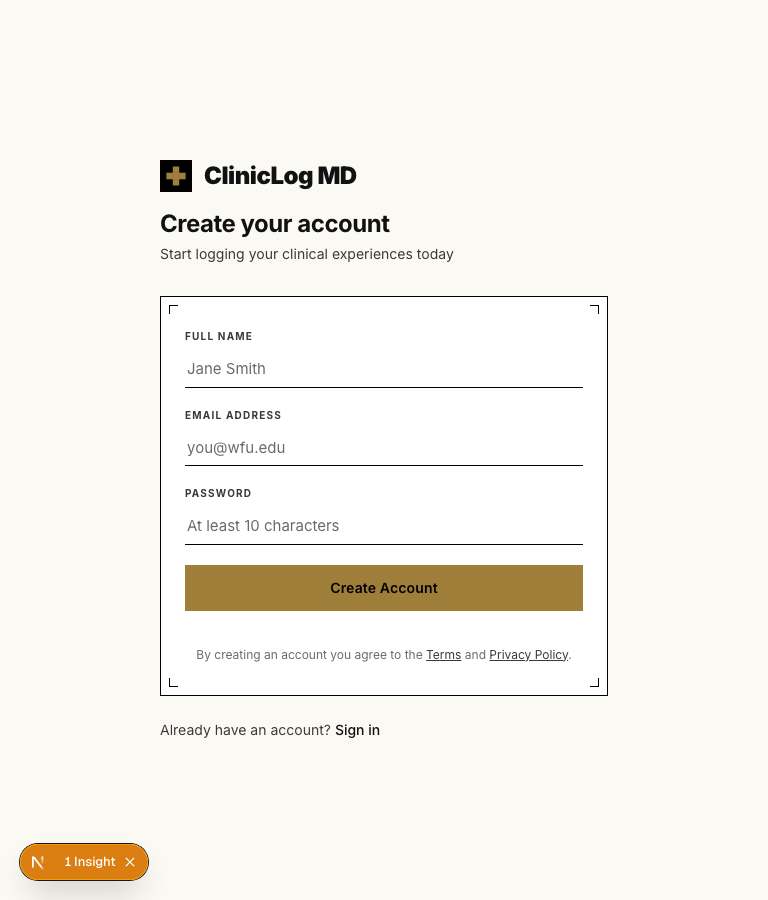 ClinicLog MD
Create your account
Start logging your clinical experiences today
FULL NAME
Jane Smith
EMAIL ADDRESS
you@wfu.edu
PASSWORD
At least 10 characters
Create Account
By creating an account you agree to the Terms and Privacy Policy.
Already have an account? Sign in
N 1 Insight